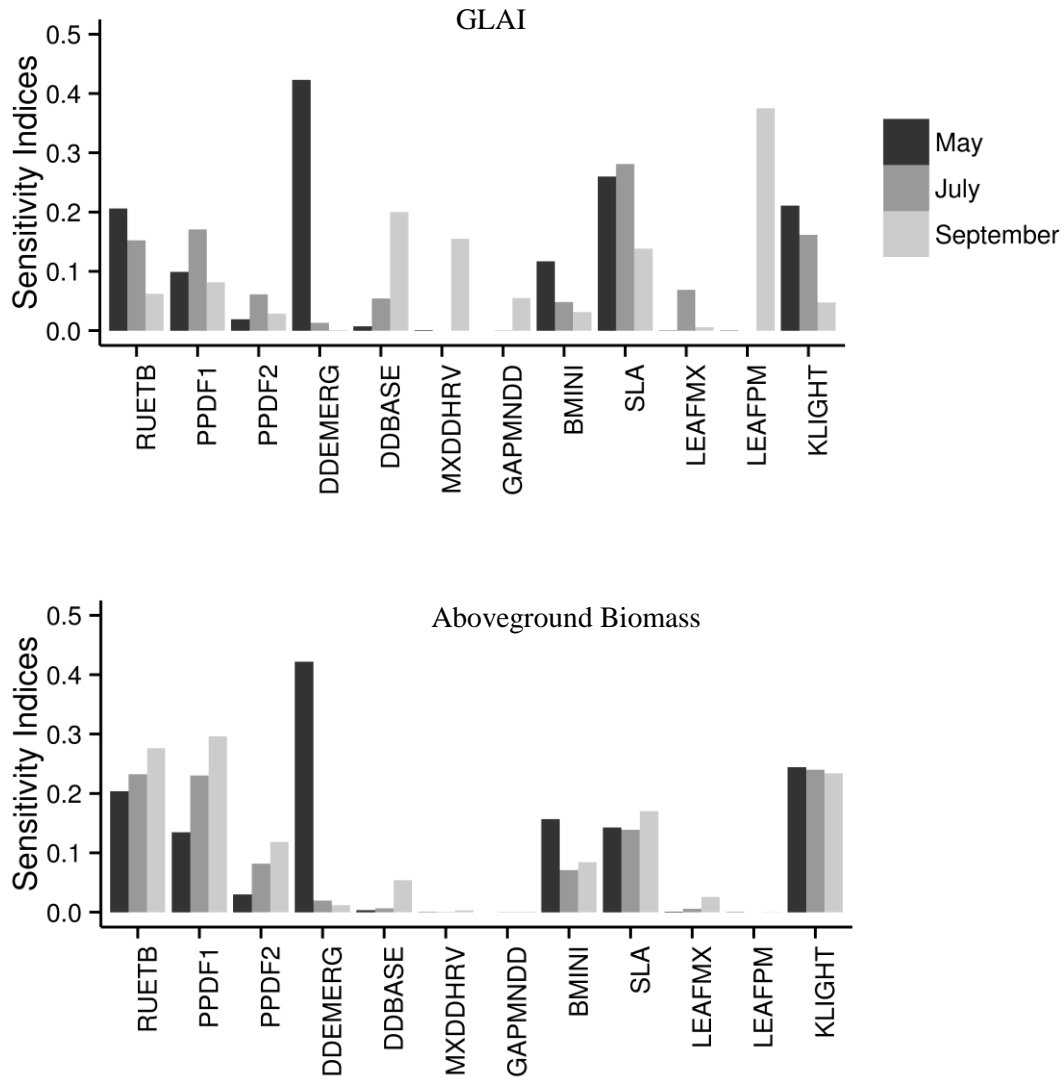 GLAI
Sensitivity Indices
0.5
0.4
0.3
0.2
0.1
0.0
RUETB
PPDF1
PPDF2
DDEMERG
DDBASE
MXDDHRV
GAPMNDD
BMINI
SLA
LEAFMX
LEAFPM
KLIGHT
May
July
September
Aboveground Biomass
Sensitivity Indices
0.5
0.4
0.3
0.2
0.1
0.0
RUETB
PPDF1
PPDF2
DDEMERG
DDBASE
MXDDHRV
GAPMNDD
BMINI
SLA
LEAFMX
LEAFPM
KLIGHT